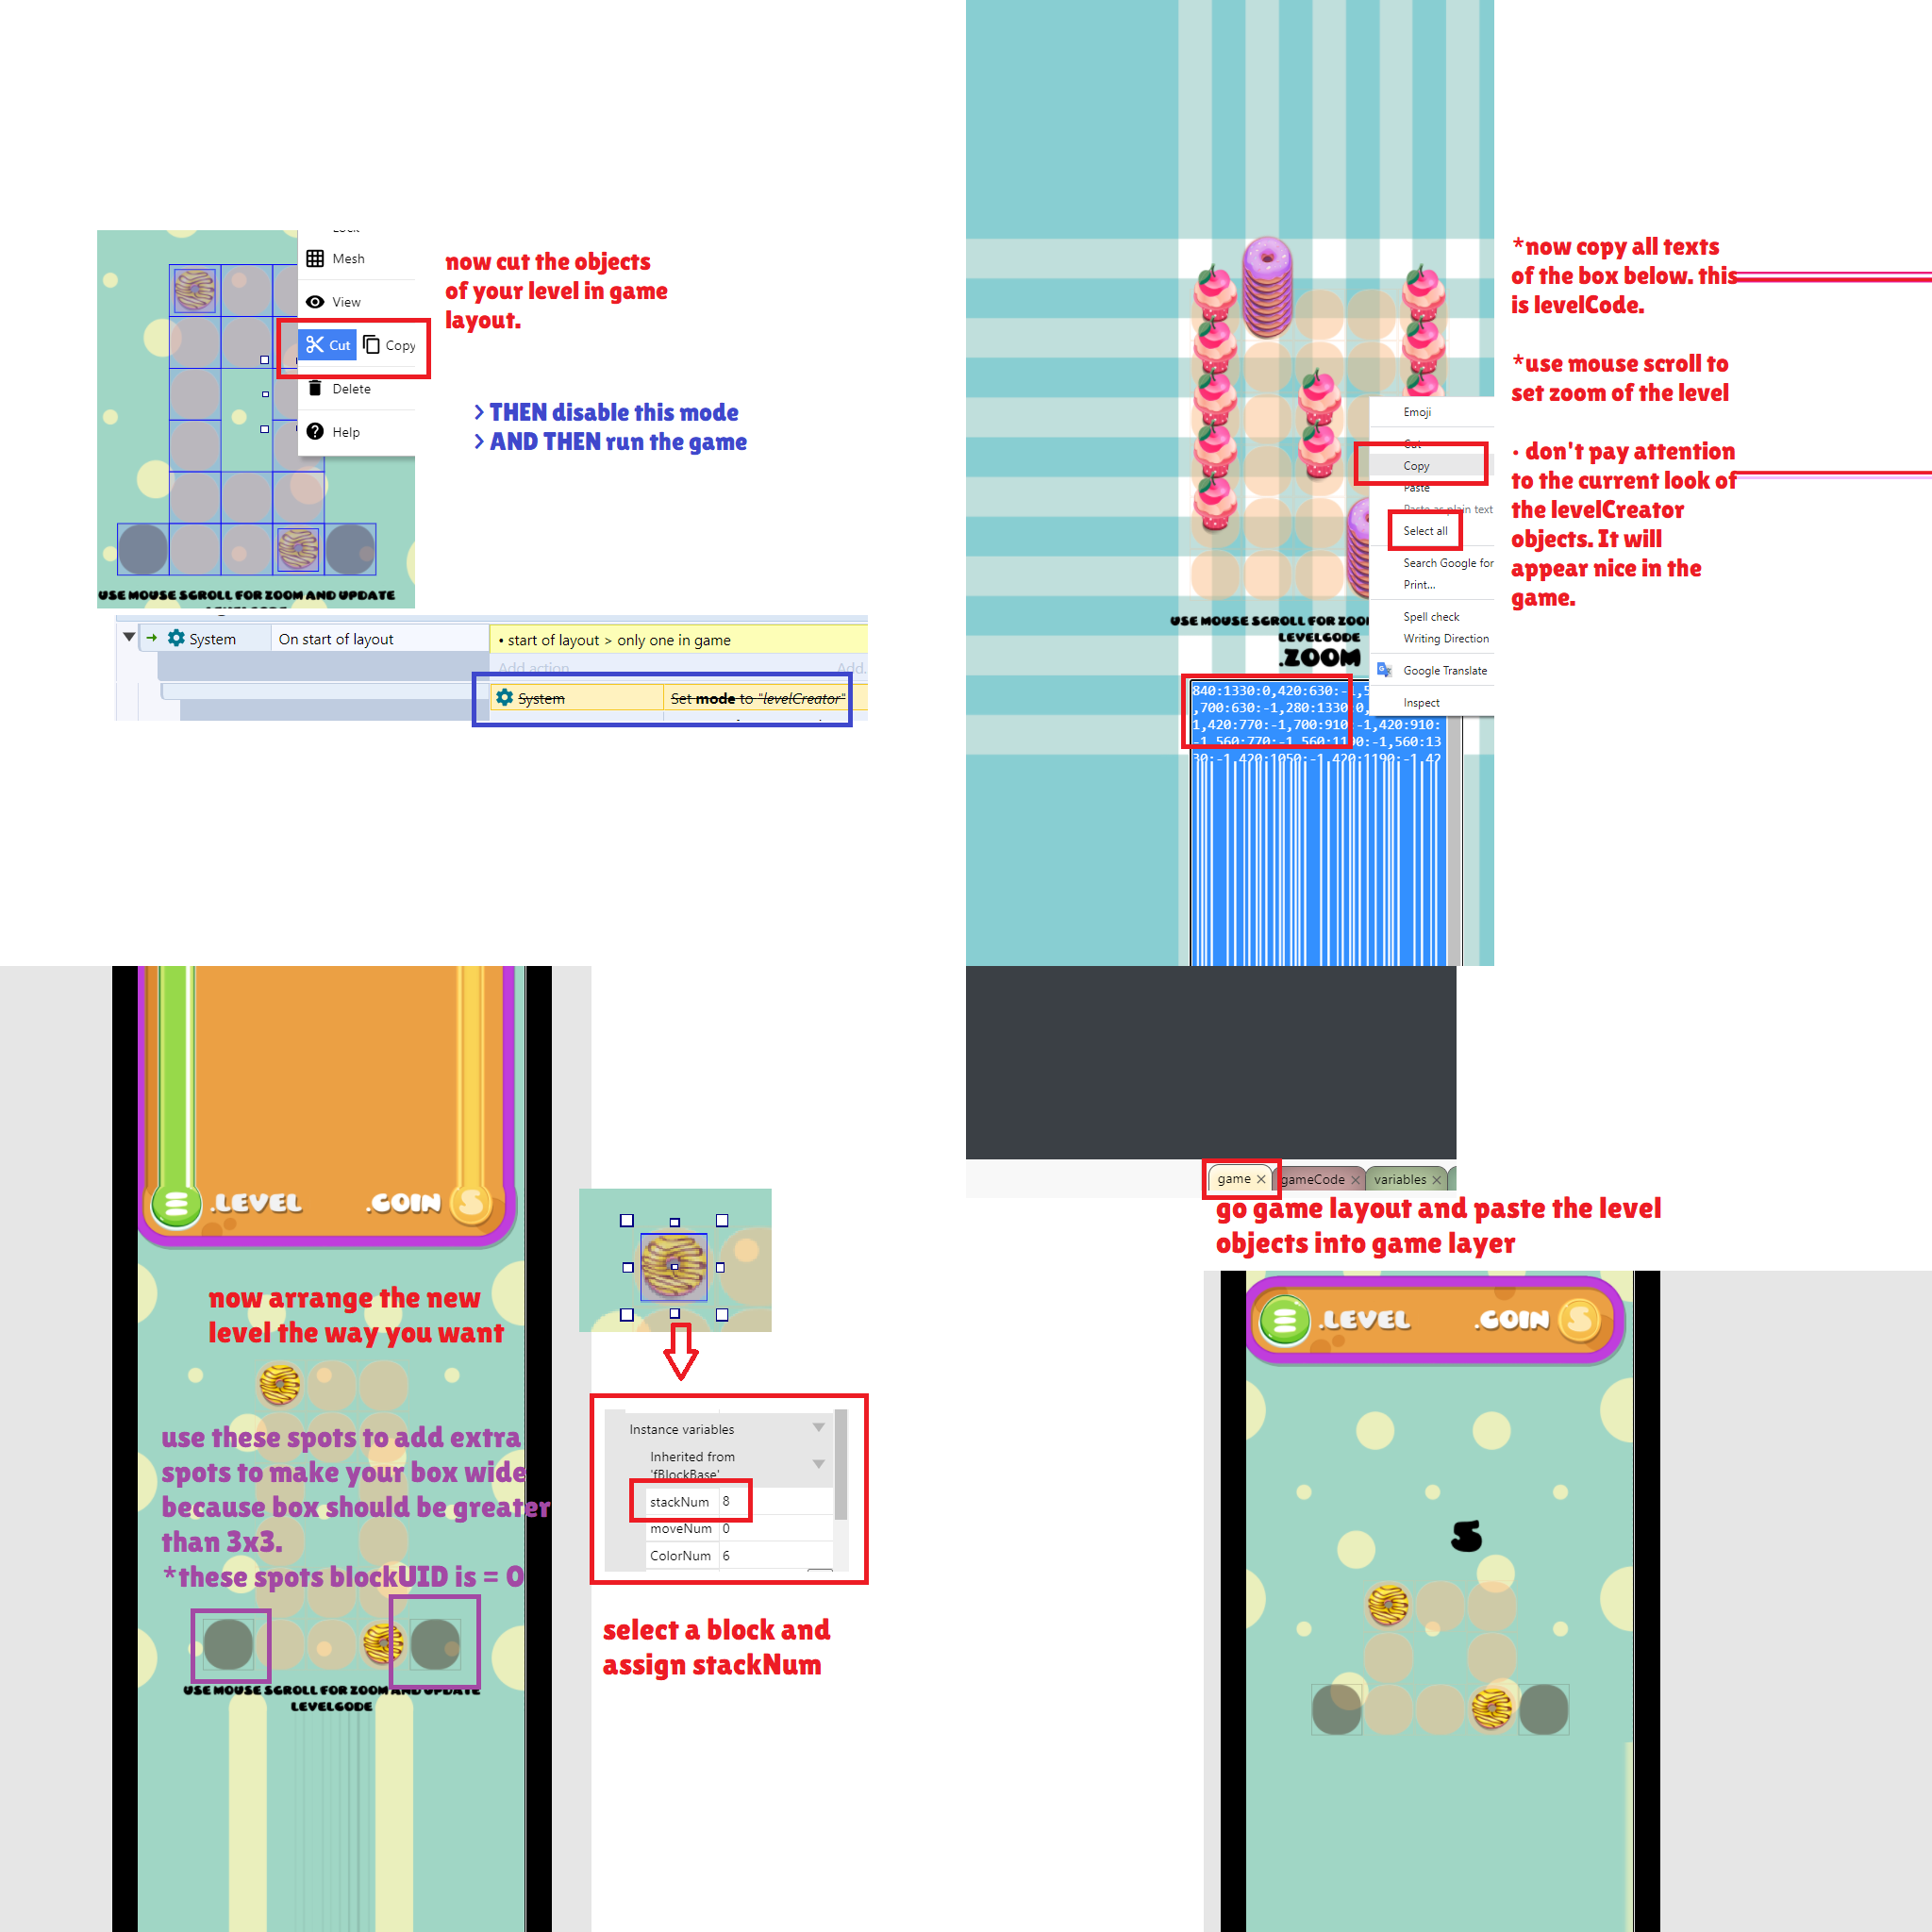 Mesh
View
Cut Copy
Delete
Help
now cut the objects
of your level in game
layout.
> THEN disable this mode
> AND THEN run the game
USE MOUSE SCROLL FOR ZOOM AND UPDATE
System On start of layout • start of layout > only one in game
Add action Add.
System Set mode to "levelCreator"
*now copy all texts
of the box below. this
is levelCode.
*use mouse scroll to
set zoom of the level
• don't pay attention
to the current look of
the levelCreator
objects. It will
appear nice in the
game.
Emoji
Cut
Copy
Paste
Paste as plain text
Select all
Search Google for
Print...
Spell check
Writing Direction
Google Translate
Inspect
USE MOUSE SCROLL FOR ZOOM
LEVELCODE
.ZOOM
840:1330:0,420:630:-1,5
,700:630:-1,280:1330:0,
1,420:770:-1,700:910:-1,420:910:
-1,560:770:-1,560:1190:-1,560:13
30:-1,420:1050:-1,420:1190:-1,42
.LEVEL .COIN S
now arrange the new
level the way you want
use these spots to add extra
spots to make your box wide
because box should be greater
than 3x3.
*these spots blockUID is = 0
USE MOUSE SCROLL FOR ZOOM AND UPDATE
LEVELCODE
Instance variables
Inherited from
'fBlockBase'
stackNum 8
moveNum 0
ColorNum 6
select a block and
assign stackNum
game × gameCode × variables ×
go game layout and paste the level
objects into game layer
.LEVEL .COIN S
S